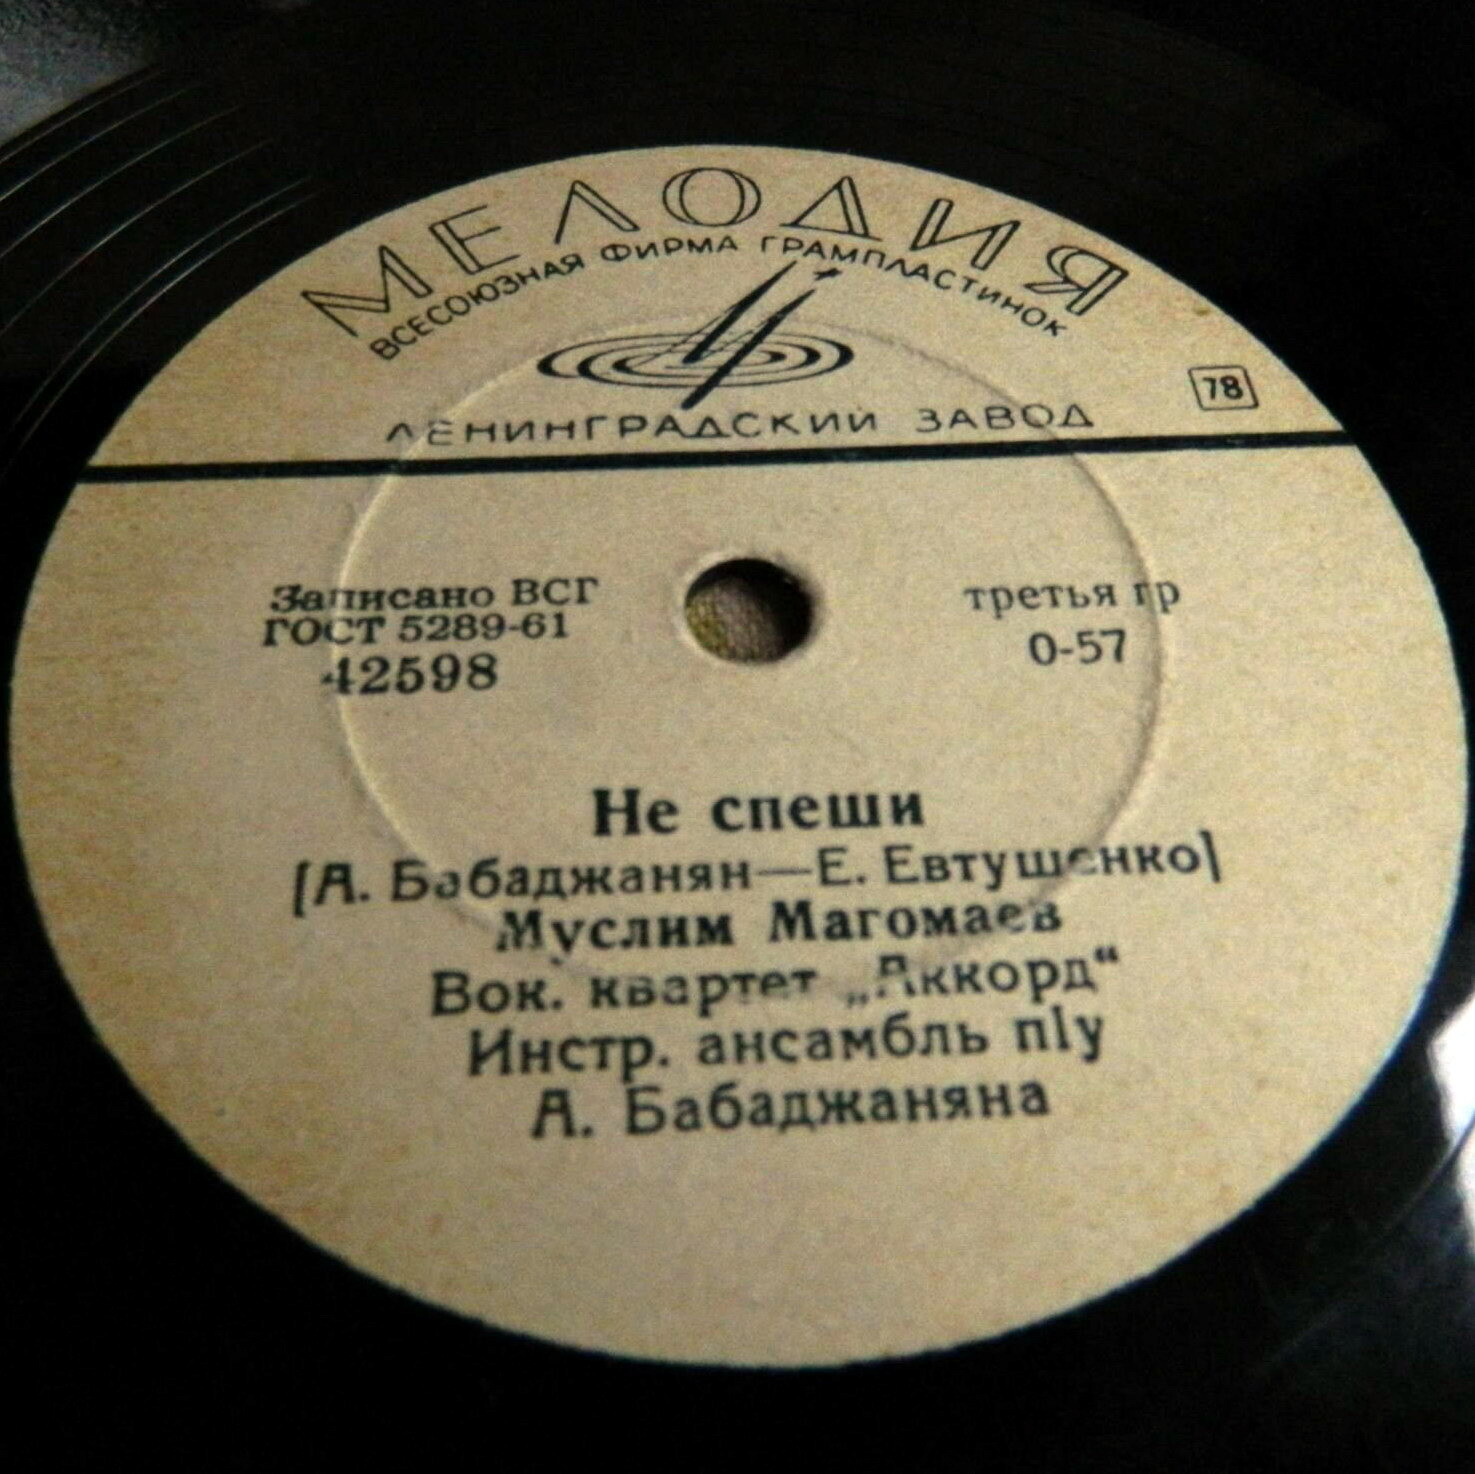 МЕЛОДИЯ
ВСЕСОЮЗНАЯ ФИРМА ГРАМПЛАСТИНОК
ЛЕНИНГРАДСКИЙ ЗАВОД
78
Записано ВСГ
ГОСТ 5289-61
42598
третья гр
0-57
Не спеши
[А. Бабаджанян—Е. Евтушенко]
Муслим Магомаев
Вок. квартет „Аккорд“
Инстр. ансамбль п/у
А. Бабаджаняна